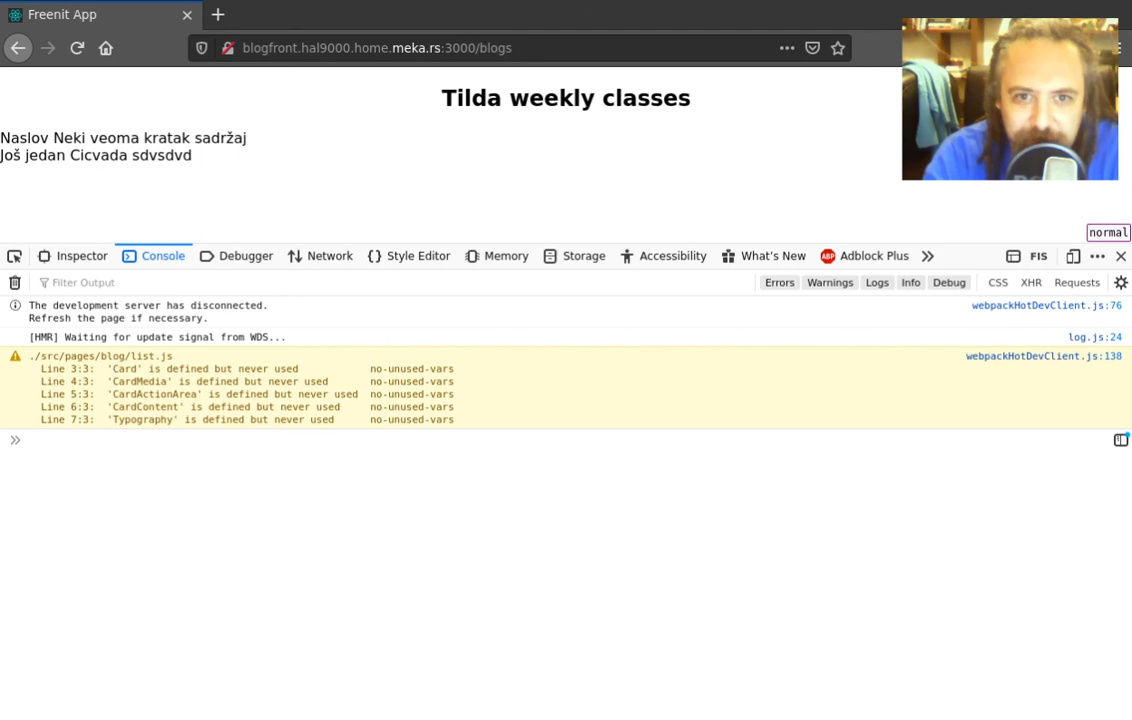 Freenit App
blogfront.hal9000.home.meka.rs:3000/blogs
Tilda weekly classes
Naslov Neki veoma kratak sadržaj
Još jedan Cicvada sdvsdvd
normal
Inspector Console Debugger Network Style Editor Memory Storage Accessibility What's New Adblock Plus FIS
Filter Output Errors Warnings Logs Info Debug CSS XHR Requests
The development server has disconnected. webpackHotDevClient.js:76
Refresh the page if necessary.
[HMR] Waiting for update signal from WDS... log.js:24
./src/pages/blog/list.js webpackHotDevClient.js:138
Line 3:3: 'Card' is defined but never used no-unused-vars
Line 4:3: 'CardMedia' is defined but never used no-unused-vars
Line 5:3: 'CardActionArea' is defined but never used no-unused-vars
Line 6:3: 'CardContent' is defined but never used no-unused-vars
Line 7:3: 'Typography' is defined but never used no-unused-vars